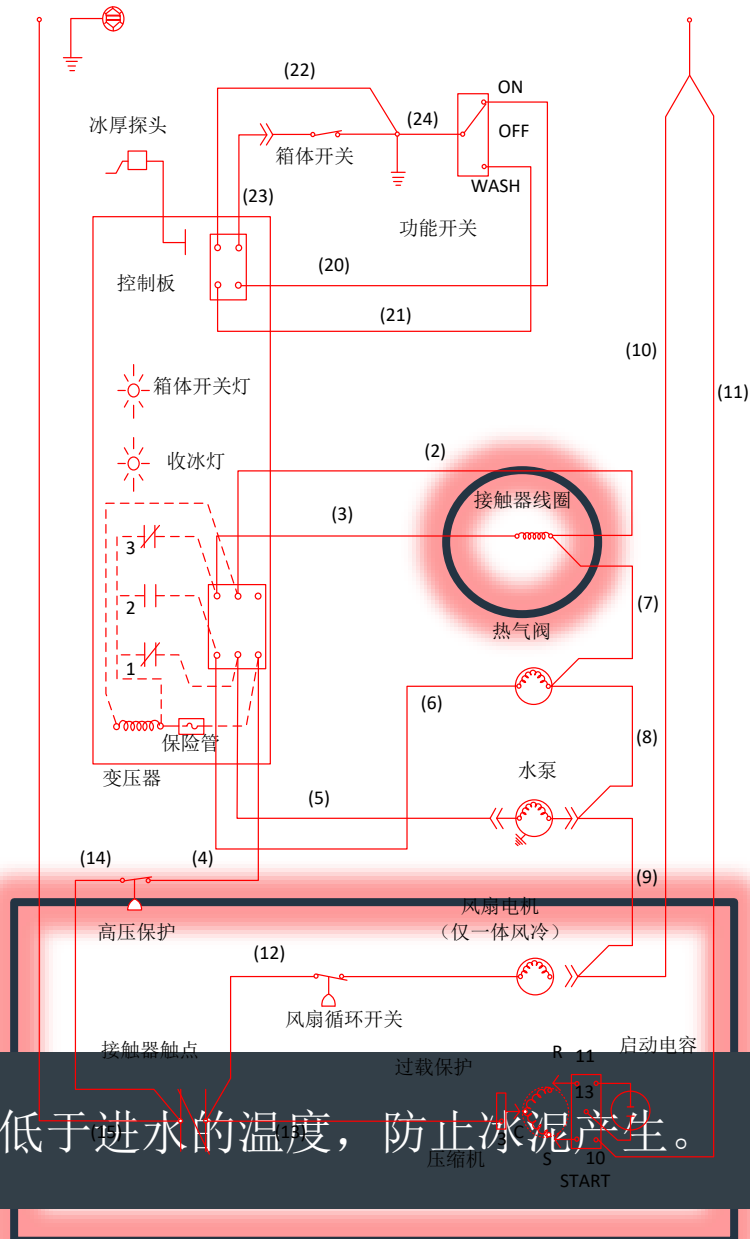 (22)
ON
冰厚探头
(24)
OFF
箱体开关
WASH
(23)
功能开关
(20)
控制板
(21)
(10)
箱体开关灯
(11)
(2)
收冰灯
接触器线圈
(3)
3
2
(7)
热气阀
1
(6)
保险管
(8)
变压器
水泵
(5)
(14)
(4)
(9)
风扇电机
高压保护
（仅一体风冷）
(12)
风扇循环开关
接触器触点
过载保护
R
11
启动电容
13
低于进水的温度，防止冰泥产生。
(15)
(13)
3
C
压缩机
S
10
START